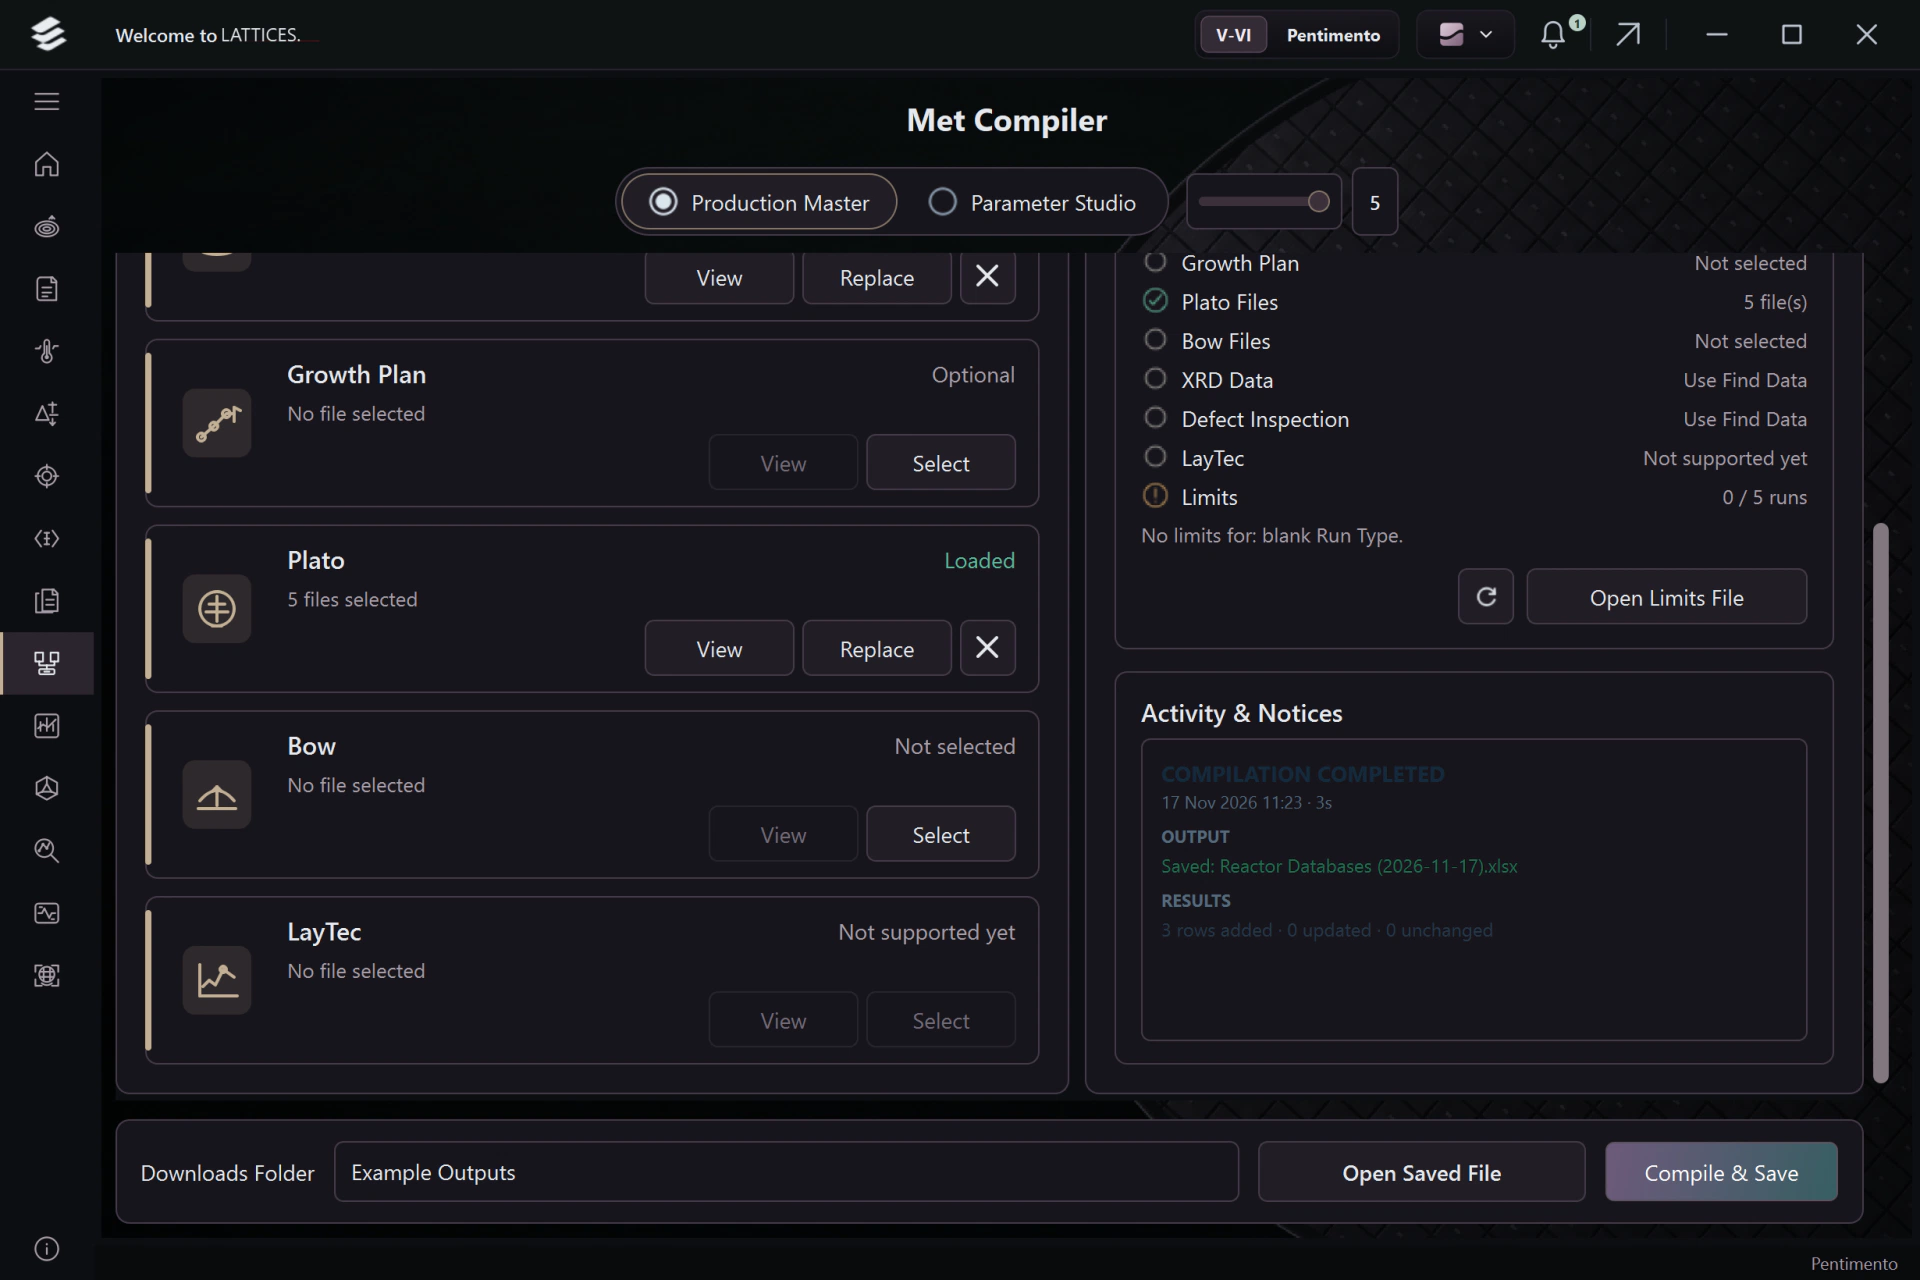 Welcome to LATTICES.
V-VI
Pentimento
1
Met Compiler
Production Master
Parameter Studio
5
View
Replace
Growth Plan
Optional
No file selected
View
Select
Plato
Loaded
5 files selected
View
Replace
Bow
Not selected
No file selected
View
Select
LayTec
Not supported yet
No file selected
View
Select
Growth Plan
Not selected
Plato Files
5 file(s)
Bow Files
Not selected
XRD Data
Use Find Data
Defect Inspection
Use Find Data
LayTec
Not supported yet
Limits
0 / 5 runs
No limits for: blank Run Type.
Open Limits File
Activity & Notices
COMPILATION COMPLETED
17 Nov 2026 11:23 · 3s
OUTPUT
Saved: Reactor Databases (2026-11-17).xlsx
RESULTS
3 rows added · 0 updated · 0 unchanged
Downloads Folder
Example Outputs
Open Saved File
Compile & Save
Pentimento